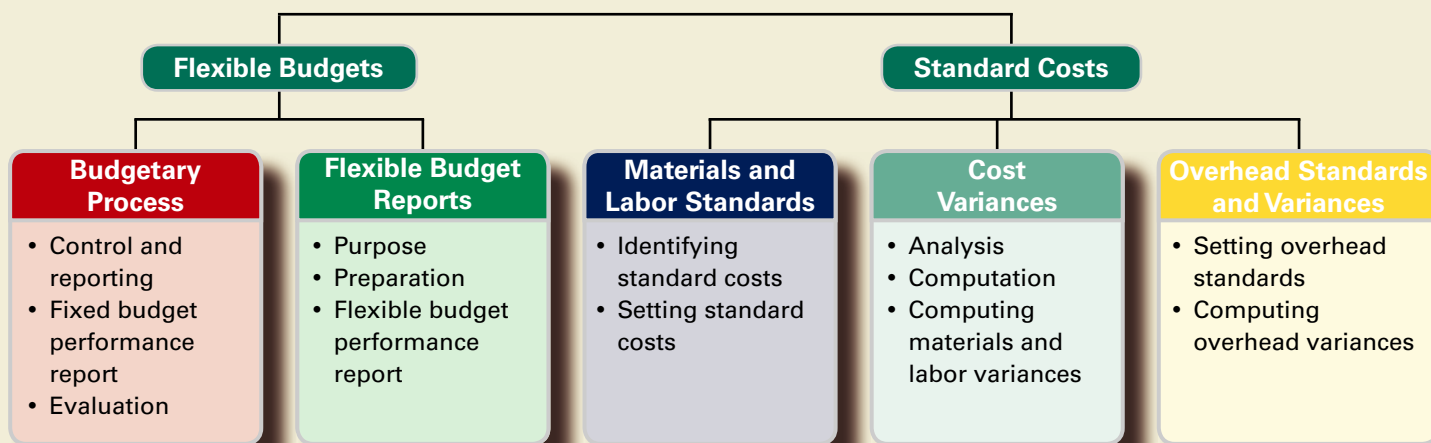 Flexible Budgets
Standard Costs
Budgetary
Process
• Control and
reporting
• Fixed budget
performance
report
• Evaluation
Flexible Budget
Reports
• Purpose
• Preparation
• Flexible budget
performance
report
Materials and
Labor Standards
• Identifying
standard costs
• Setting standard
costs
Cost
Variances
• Analysis
• Computation
• Computing
materials and
labor variances
Overhead Standards
and Variances
• Setting overhead
standards
• Computing
overhead variances